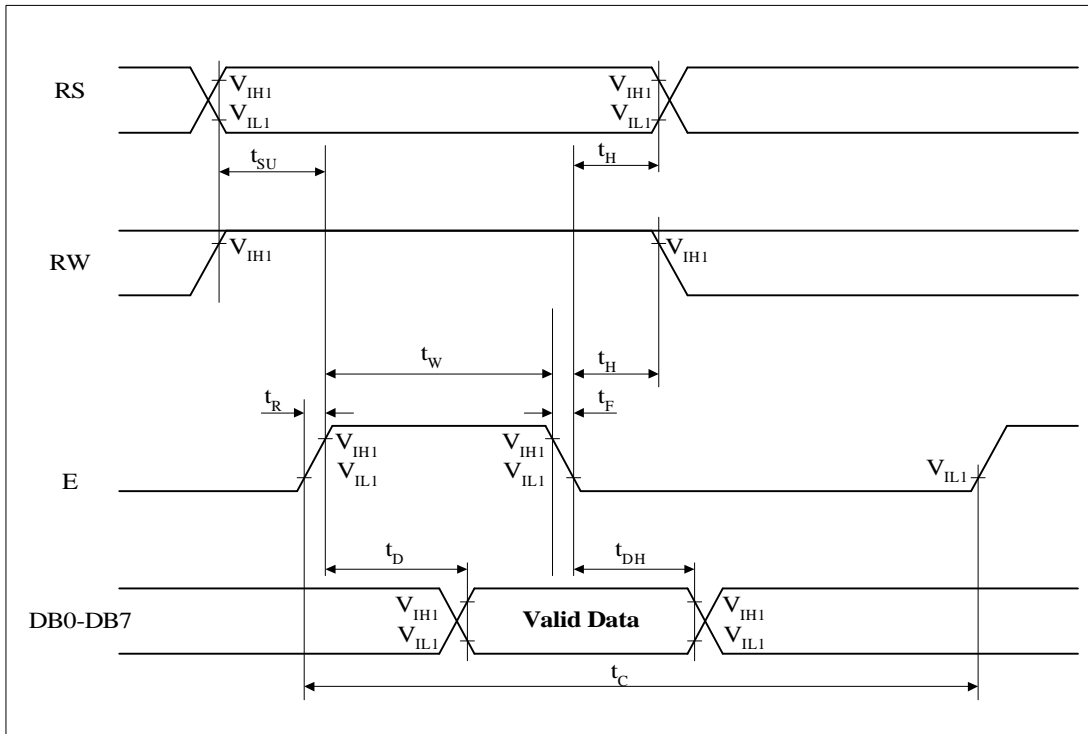 RS
V_IH1
V_IL1
V_IH1
V_IL1
t_SU
t_H
RW
V_IH1
V_IH1
t_W
t_H
t_R
t_F
E
V_IH1
V_IL1
V_IH1
V_IL1
V_IL1
t_D
t_DH
DB0-DB7
V_IH1
V_IL1
Valid Data
V_IH1
V_IL1
t_C